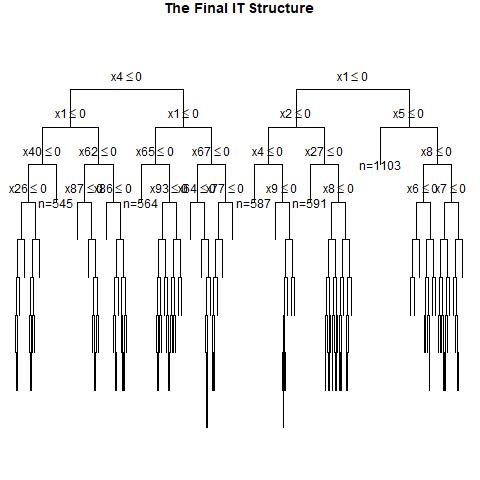 The Final IT Structure
x4 ≤ 0 x1 ≤ 0
x1 ≤ 0 x1 ≤ 0 x2 ≤ 0 x5 ≤ 0
x40 ≤ 0 x62 ≤ 0 x65 ≤ 0 x67 ≤ 0 x4 ≤ 0 x27 ≤ 0 n=1103 x8 ≤ 0
x26 ≤ 0 n=545 x87 ≤ 0 x86 ≤ 0 n=564 x93 ≤ 0 x64 ≤ 0 x77 ≤ 0 n=587 x9 ≤ 0 n=591 x8 ≤ 0 x6 ≤ 0 x7 ≤ 0